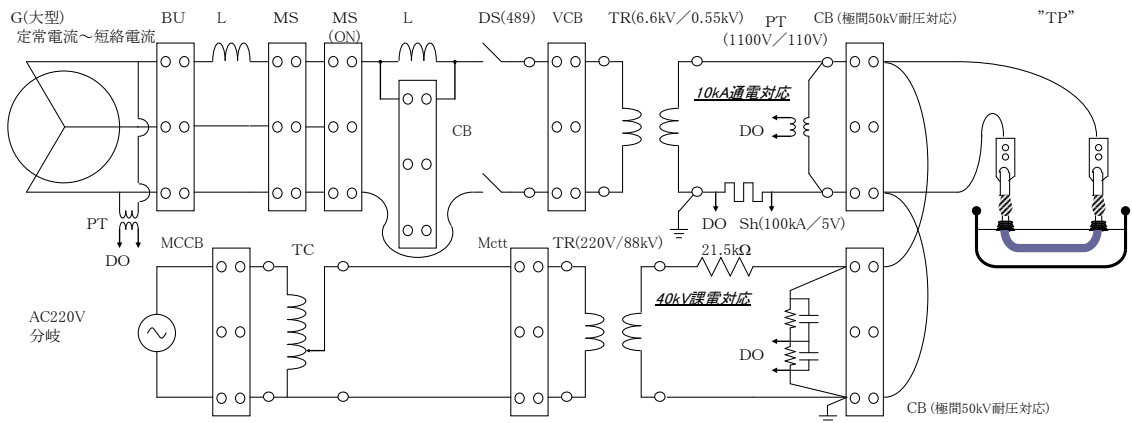 G(大型)
定常電流～短絡電流
BU
L
MS
MS
(ON)
L
DS(489)
VCB
TR(6.6kV／0.55kV)
PT
(1100V／110V)
CB (極間50kV耐圧対応)
"TP"
10kA通電対応
CB
DO
PT
DO
DO
Sh(100kA／5V)
MCCB
TC
Mctt
TR(220V/88kV)
21.5kΩ
40kV課電対応
AC220V
分岐
DO
CB (極間50kV耐圧対応)